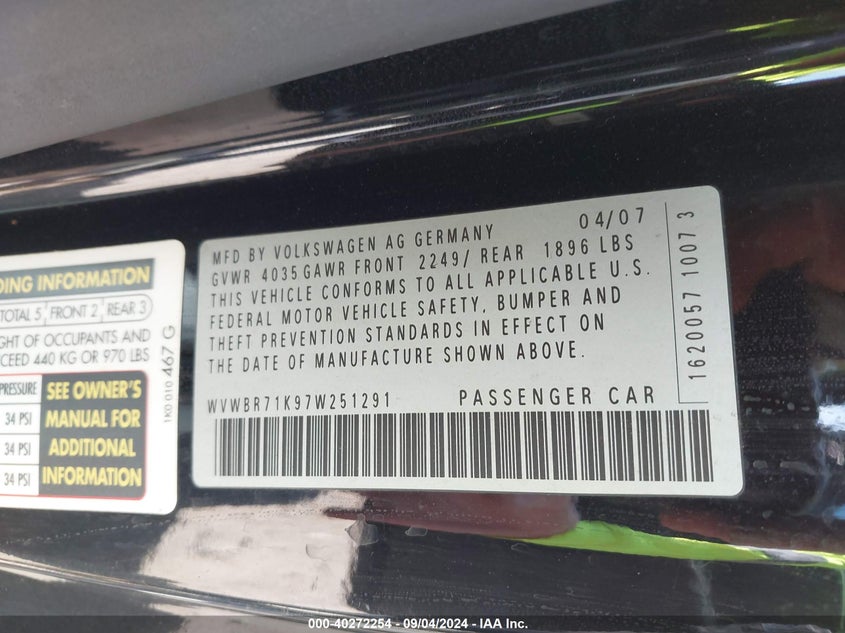 DING INFORMATION
TOTAL 5 FRONT 2 REAR 3
GHT OF OCCUPANTS AND
CEED 440 KG OR 970 LBS
PRESSURE
34 PSI
34 PSI
34 PSI
SEE OWNER'S
MANUAL FOR
ADDITIONAL
INFORMATION
1K0 010 467 G
04/07
MFD BY VOLKSWAGEN AG GERMANY
GVWR 4035 GAWR FRONT 2249/ REAR 1896 LBS
THIS VEHICLE CONFORMS TO ALL APPLICABLE U.S.
FEDERAL MOTOR VEHICLE SAFETY, BUMPER AND
THEFT PREVENTION STANDARDS IN EFFECT ON
THE DATE OF MANUFACTURE SHOWN ABOVE.
WVWBR71K97W251291 PASSENGER CAR
1620057 10073
000-40272254 - 09/04/2024 - IAA Inc.